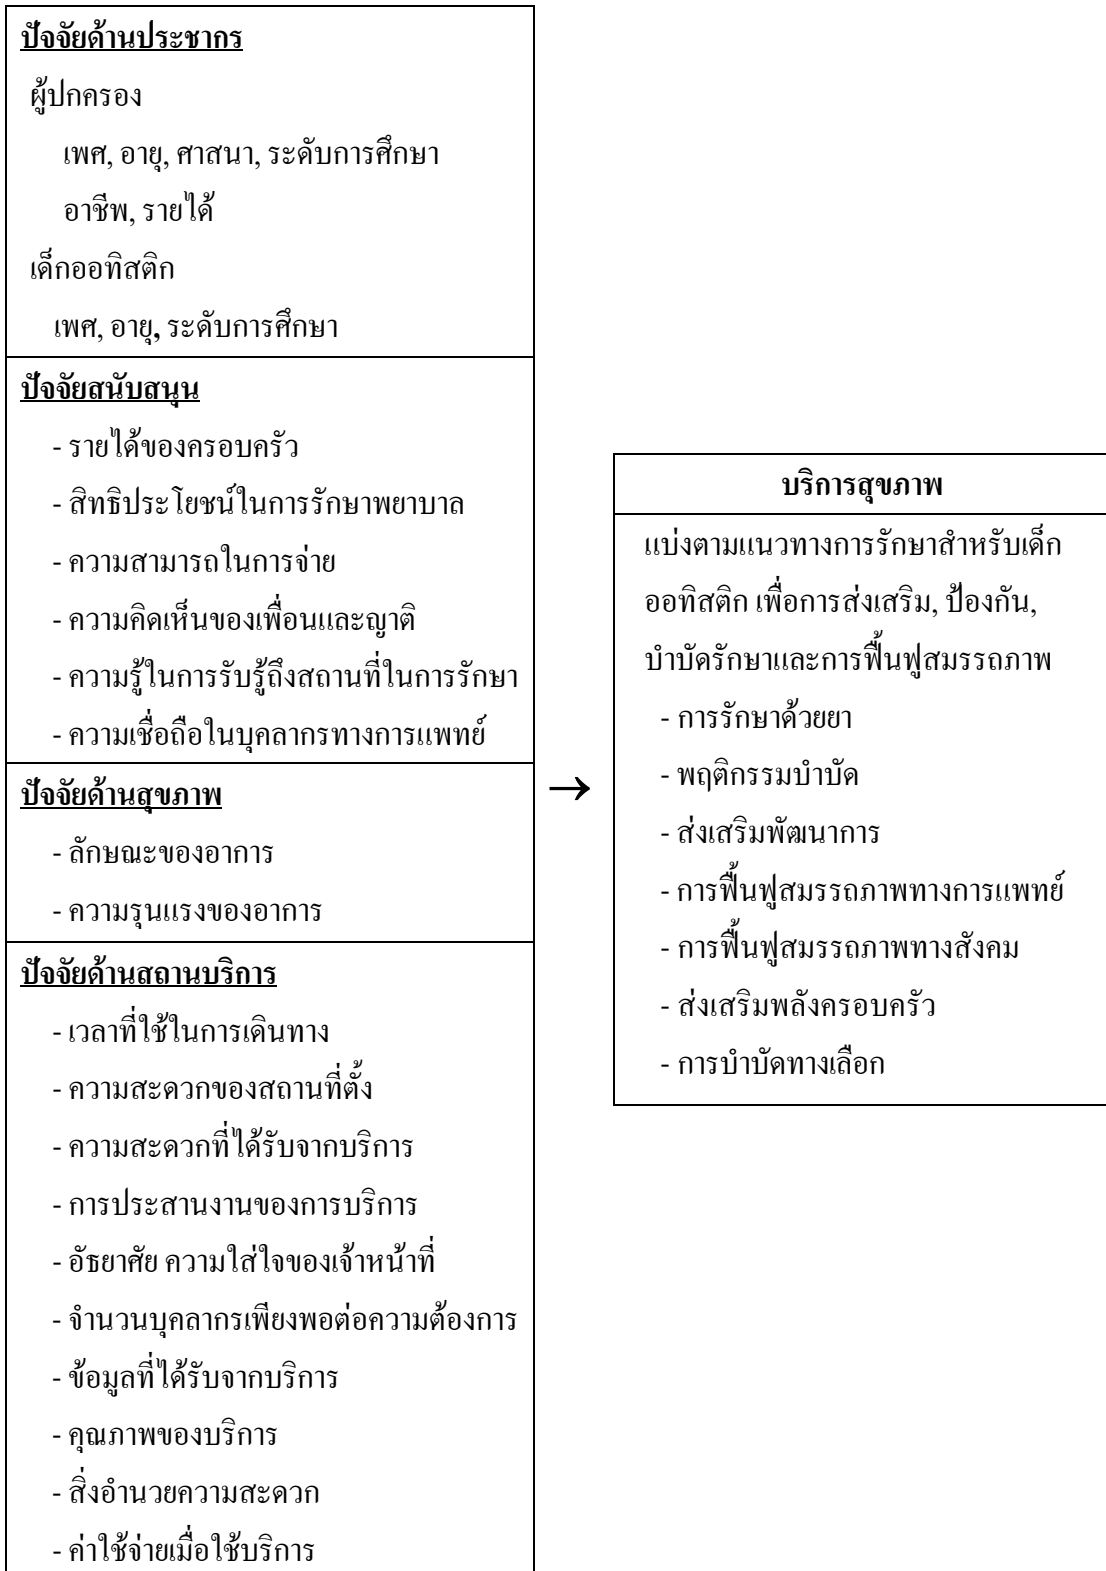 ปัจจัยด้านประชากร
ผู้ปกครอง
เพศ, อายุ, ศาสนา, ระดับการศึกษา
อาชีพ, รายได้
เด็กออทิสติก
เพศ, อายุ, ระดับการศึกษา
ปัจจัยสนับสนุน
- รายได้ของครอบครัว
- สิทธิประโยชน์ในการรักษาพยาบาล
- ความสามารถในการจ่าย
- ความคิดเห็นของเพื่อนและญาติ
- ความรู้ในการรับรู้ถึงสถานที่ในการรักษา
- ความเชื่อถือในบุคลากรทางการแพทย์
ปัจจัยด้านสุขภาพ
- ลักษณะของอาการ
- ความรุนแรงของอาการ
ปัจจัยด้านสถานบริการ
- เวลาที่ใช้ในการเดินทาง
- ความสะดวกของสถานที่ตั้ง
- ความสะดวกที่ได้รับจากบริการ
- การประสานงานของการบริการ
- อัธยาศัย ความใส่ใจของเจ้าหน้าที่
- จำนวนบุคลากรเพียงพอต่อความต้องการ
- ข้อมูลที่ได้รับจากบริการ
- คุณภาพของบริการ
- สิ่งอำนวยความสะดวก
- ค่าใช้จ่ายเมื่อใช้บริการ
→
บริการสุขภาพ
แบ่งตามแนวทางการรักษาสำหรับเด็ก
ออทิสติก เพื่อการส่งเสริม, ป้องกัน,
บำบัดรักษาและการฟื้นฟูสมรรถภาพ
- การรักษาด้วยยา
- พฤติกรรมบำบัด
- ส่งเสริมพัฒนาการ
- การฟื้นฟูสมรรถภาพทางการแพทย์
- การฟื้นฟูสมรรถภาพทางสังคม
- ส่งเสริมพลังครอบครัว
- การบำบัดทางเลือก